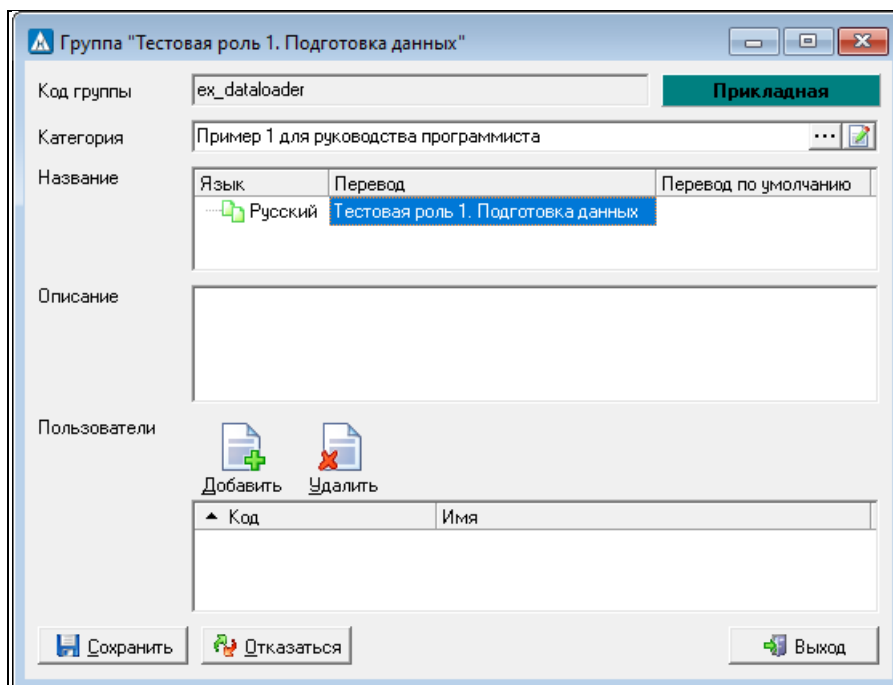 Группа "Тестовая роль 1. Подготовка данных"
Код группы ex_dataloader Прикладная
Категория Пример 1 для руководства программиста ...
Название Язык Перевод Перевод по умолчанию
Русский Тестовая роль 1. Подготовка данных
Описание
Пользователи
Добавить Удалить
Код Имя
Сохранить Отказаться Выход